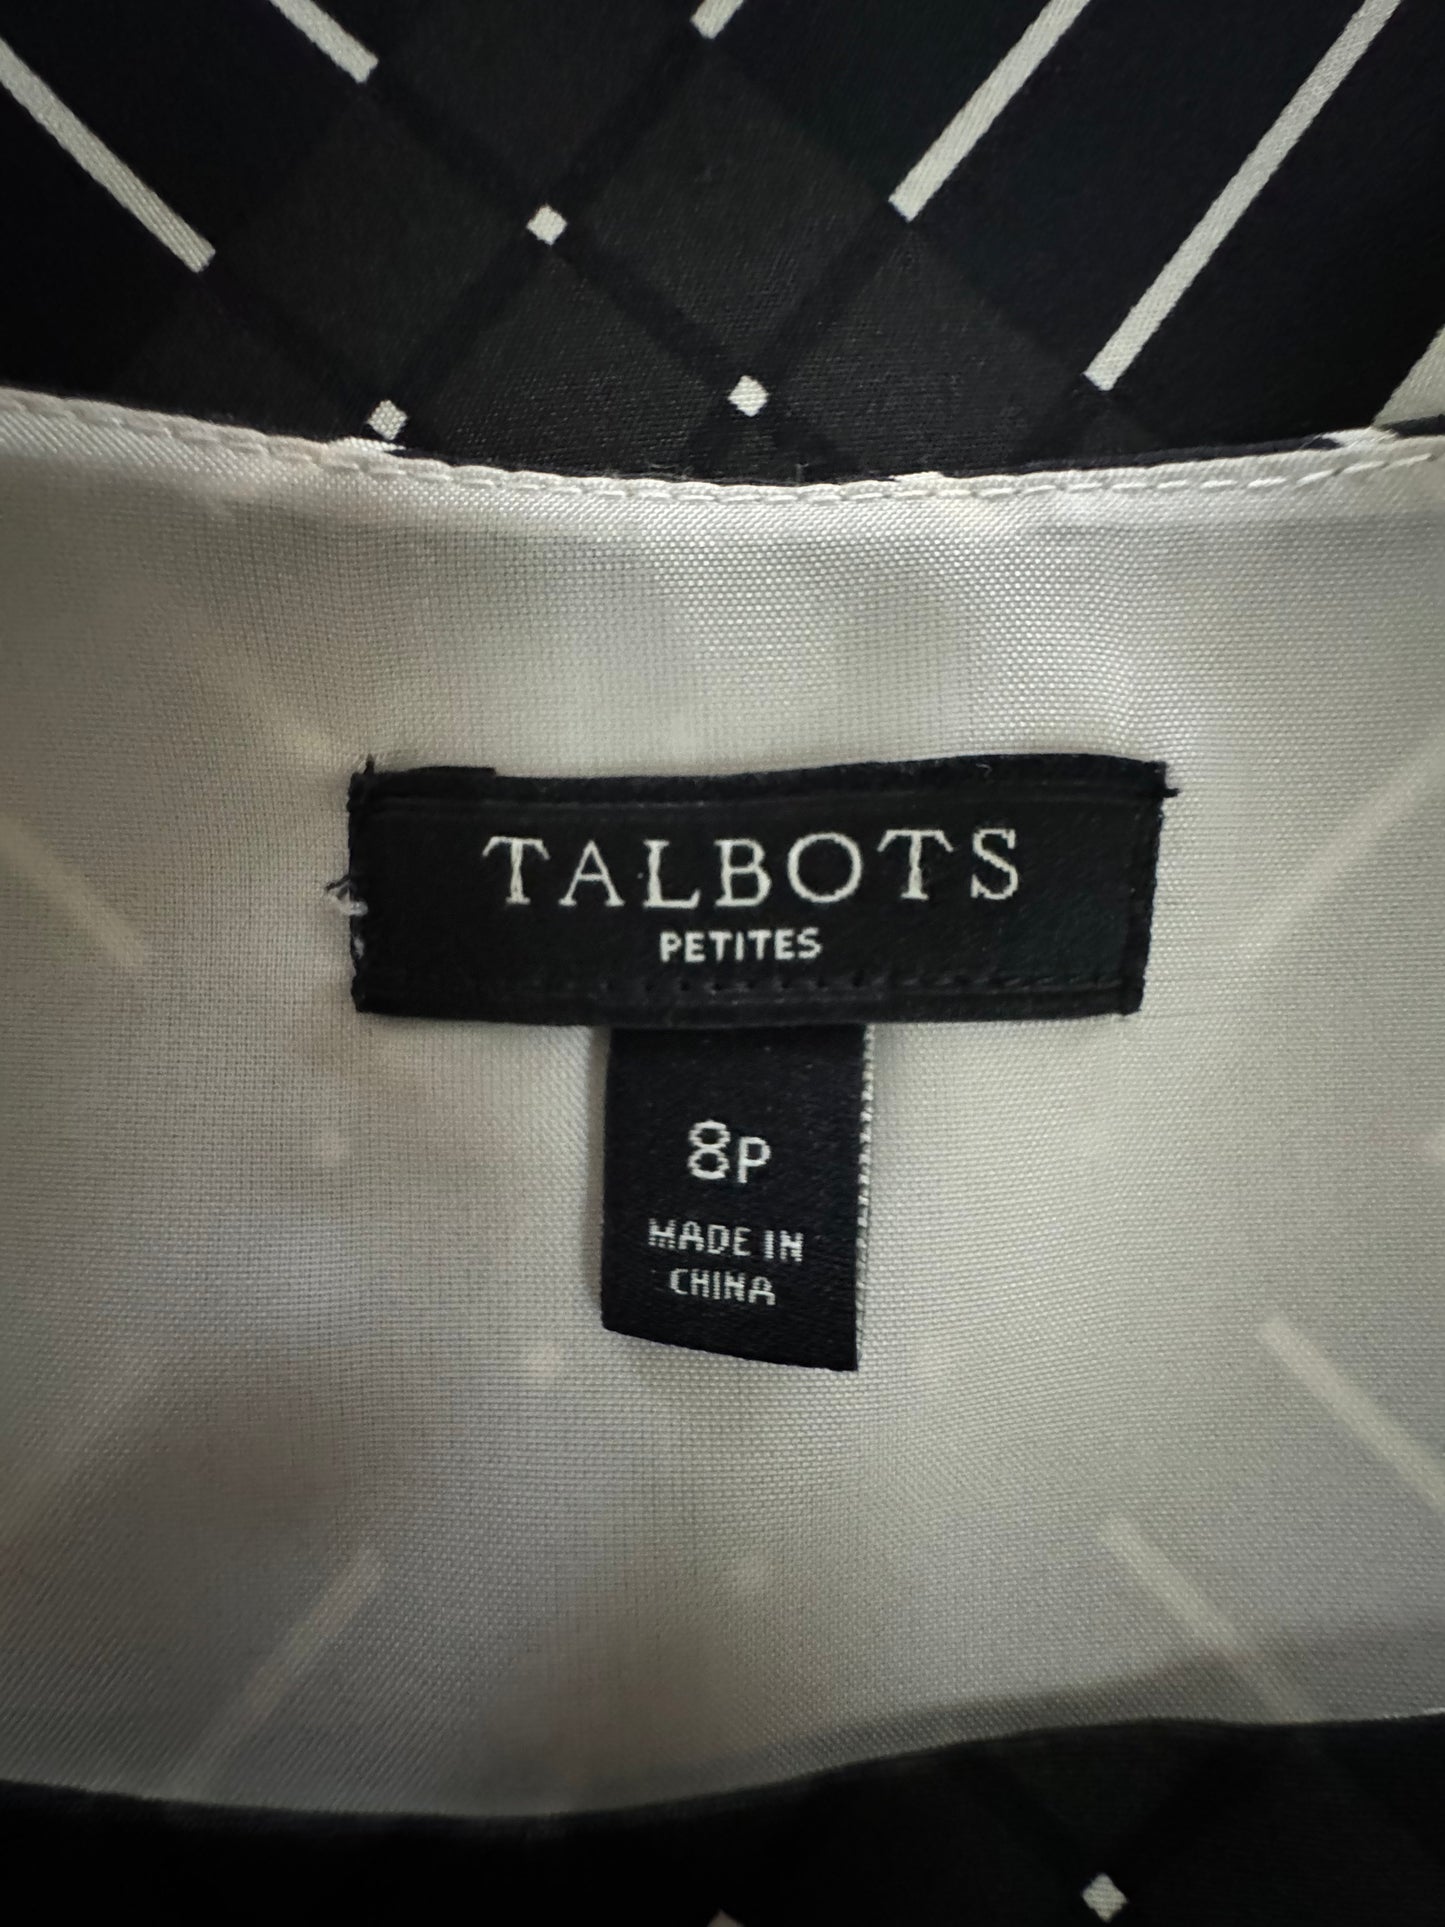 TALBOTS
PETITES
8P
MADE IN
CHINA